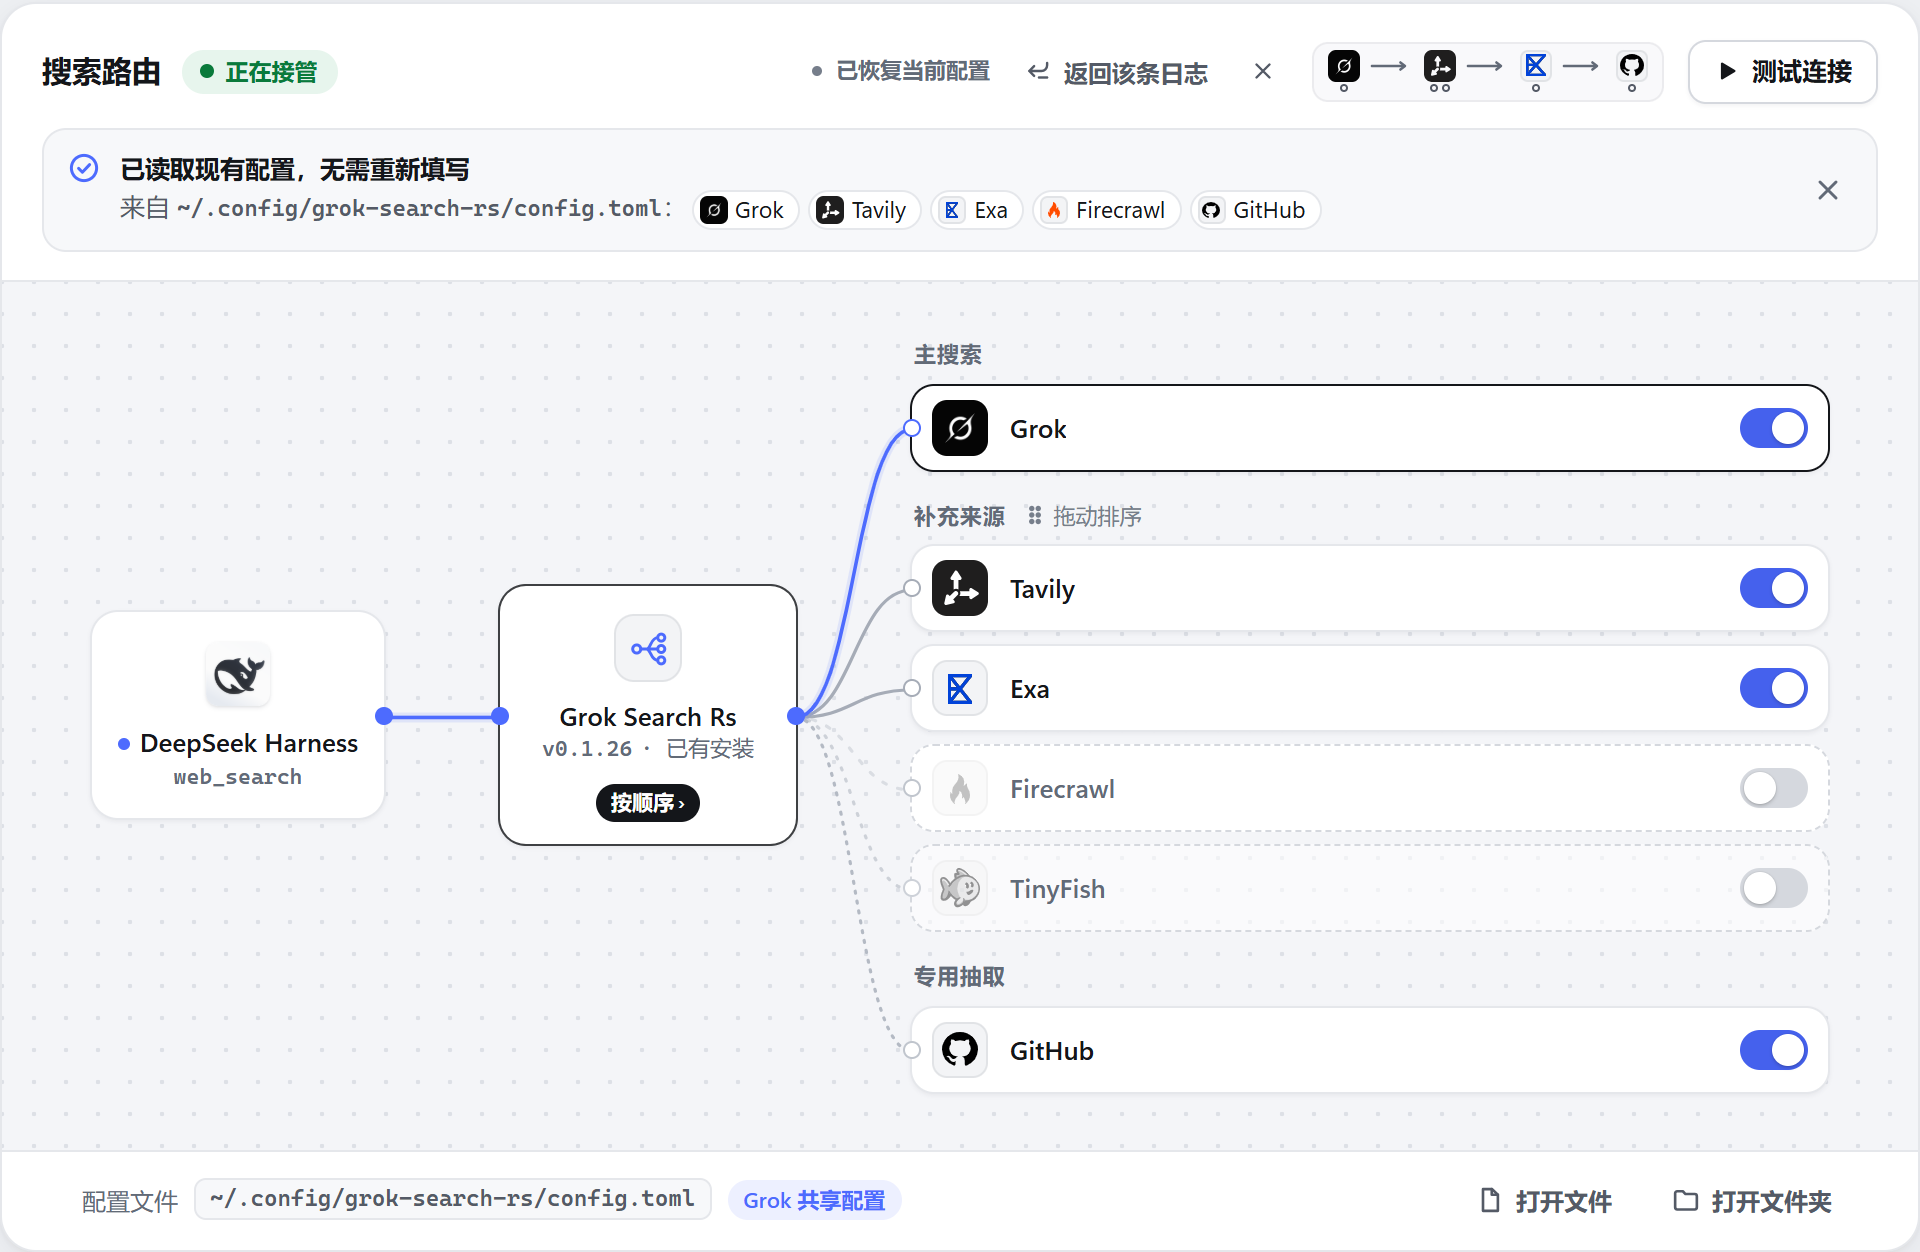 搜索路由
正在接管
已恢复当前配置
返回该条日志
测试连接
已读取现有配置，无需重新填写
来自 ~/.config/grok-search-rs/config.toml： Grok Tavily Exa Firecrawl GitHub
主搜索
Grok
补充来源 拖动排序
Tavily
Exa
Firecrawl
TinyFish
专用抽取
GitHub
DeepSeek Harness
web_search
Grok Search Rs
v0.1.26 · 已有安装
按顺序 ›
配置文件 ~/.config/grok-search-rs/config.toml Grok 共享配置
打开文件
打开文件夹